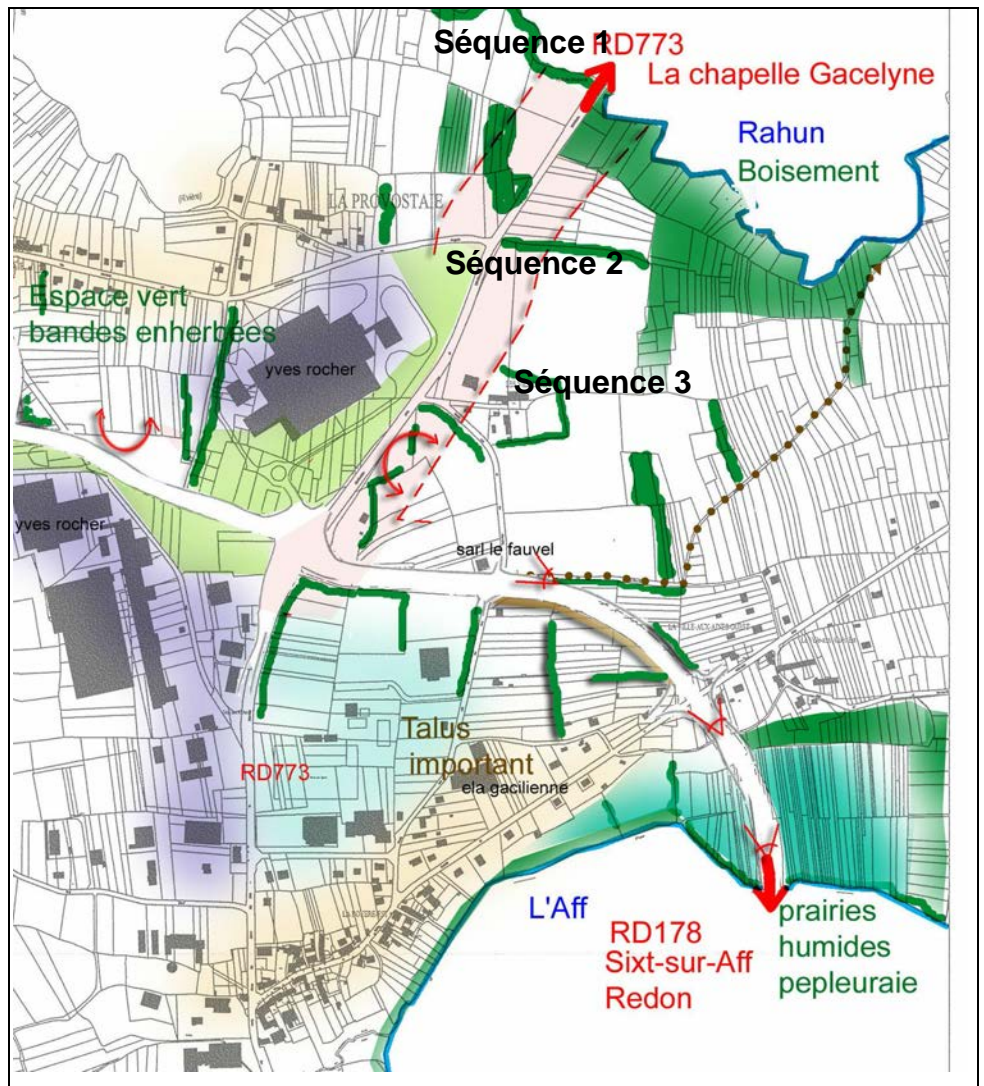 Séquence 1
RD773
La chapelle Gacelyne
Rahun
Boisement
LA PROVOSTAIE
Séquence 2
Espace vert
bandes enherbées
yves rocher
Séquence 3
yves rocher
sarl le fauvel
Talus
important
RD773
ela gacilienne
L'Aff
RD178
Sixt-sur-Aff
Redon
prairies
humides
pepleuraie